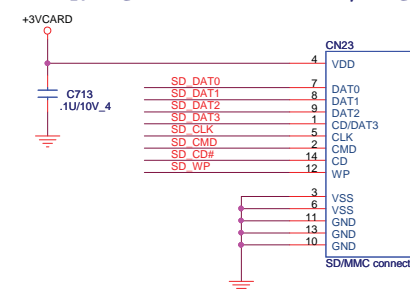 +3VCARD
CN23
4 VDD
C713
.1U/10V_4
SD_DAT0 7 DAT0
SD_DAT1 8 DAT1
SD_DAT2 9 DAT2
SD_DAT3 1 CD/DAT3
SD_CLK 5 CLK
SD_CMD 2 CMD
SD_CD# 14 CD
SD_WP 12 WP
3 VSS
6 VSS
11 GND
13 GND
10 GND
SD/MMC connect